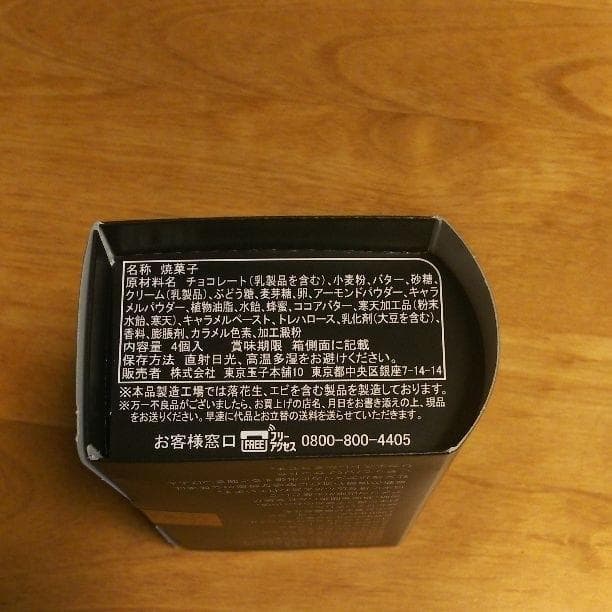 名称 焼菓子
原材料名 チョコレート(乳製品を含む)、小麦粉、バター、砂糖、
クリーム(乳製品)、ぶどう糖、麦芽糖、卵、アーモンドパウダー、キャラ
メルパウダー、植物油脂、水飴、蜂蜜、ココアバター、寒天加工品(粉末
水飴、寒天)、キャラメルペースト、トレハロース、乳化剤(大豆を含む)、
香料、膨脹剤、カラメル色素、加工澱粉
内容量 4個入 賞味期限 箱側面に記載
保存方法 直射日光、高温多湿をお避けください。
販売者 株式会社 東京玉子本舗10 東京都中央区銀座7-14-14
※本品製造工場では落花生、エビを含む製品を製造しております。
※万一不良品がございましたら、お買上げの店名、月日をお書き添えの上、現品
をお送りください。早速に代品とお立替の送料を送らせていただきます。
お客様窓口 FREE フリーアクセス 0800-800-4405